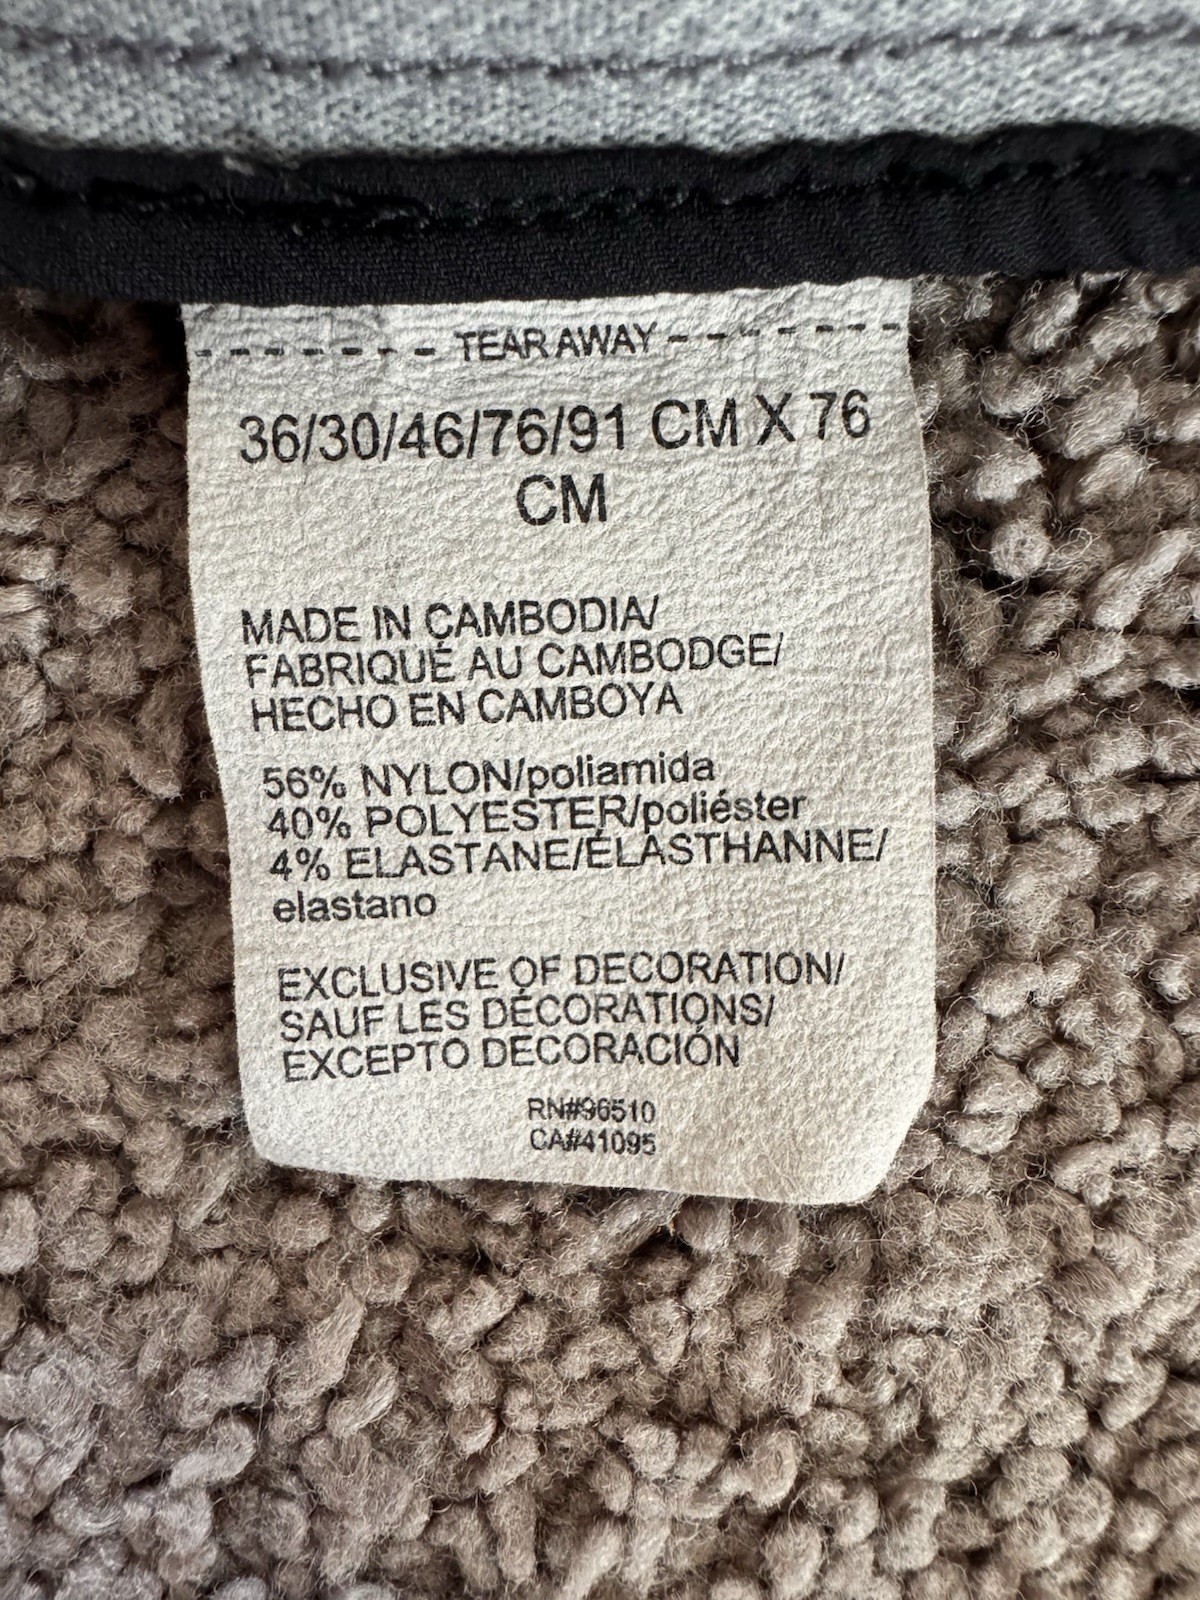 TEAR AWAY
36/30/46/76/91 CM X 76
CM
MADE IN CAMBODIA/
FABRIQUÉ AU CAMBODGE/
HECHO EN CAMBOYA
56% NYLON/poliamida
40% POLYESTER/poliéster
4% ELASTANE/ÉLASTHANNE/
elastano
EXCLUSIVE OF DECORATION/
SAUF LES DÉCORATIONS/
EXCEPTO DECORACIÓN
RN#96510
CA#41095